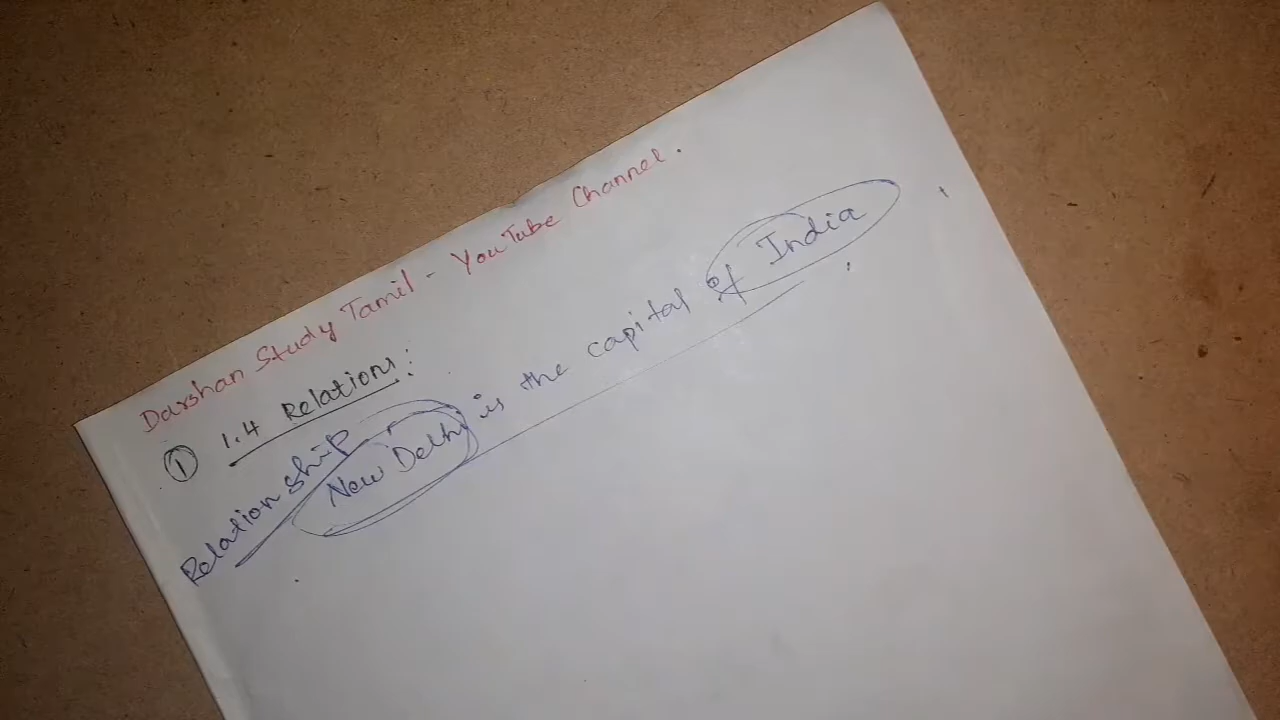 Darshan Study Tamil - YouTube Channel.
① 1.4 Relations:
Relationship
New Delhi is the capital of India